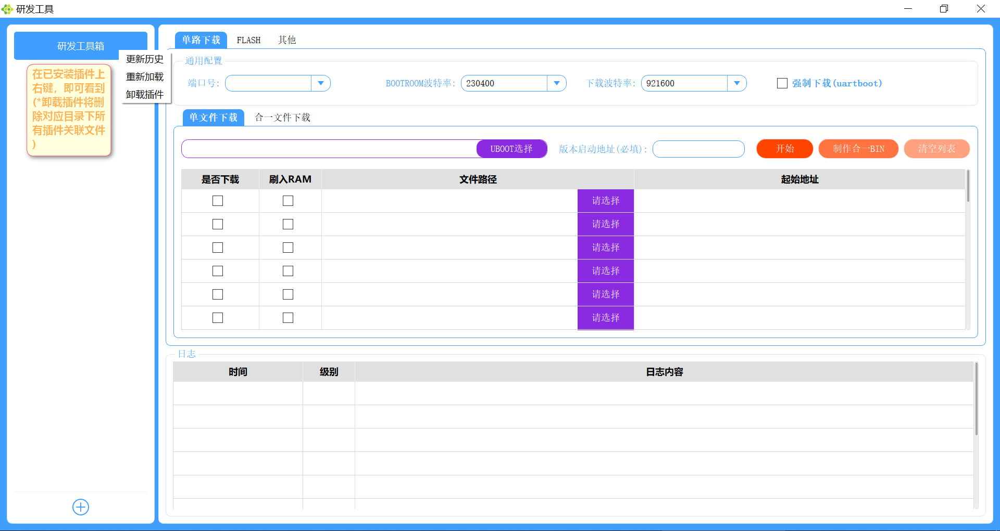 研发工具
研发工具箱
更新历史
重新加载
卸载插件
在已安装插件上
右键，即可看到
(*卸载插件将删
除对应目录下所
有插件关联文件
)
单路下载 FLASH 其他
通用配置
端口号: BOOTROOM波特率: 230400 下载波特率: 921600 强制下载(uartboot)
单文件下载 合一文件下载
UBOOT选择 版本启动地址(必填): 开始 制作合一BIN 清空列表
是否下载 刷入RAM 文件路径 起始地址
请选择
请选择
请选择
请选择
请选择
请选择
日志
时间 级别 日志内容